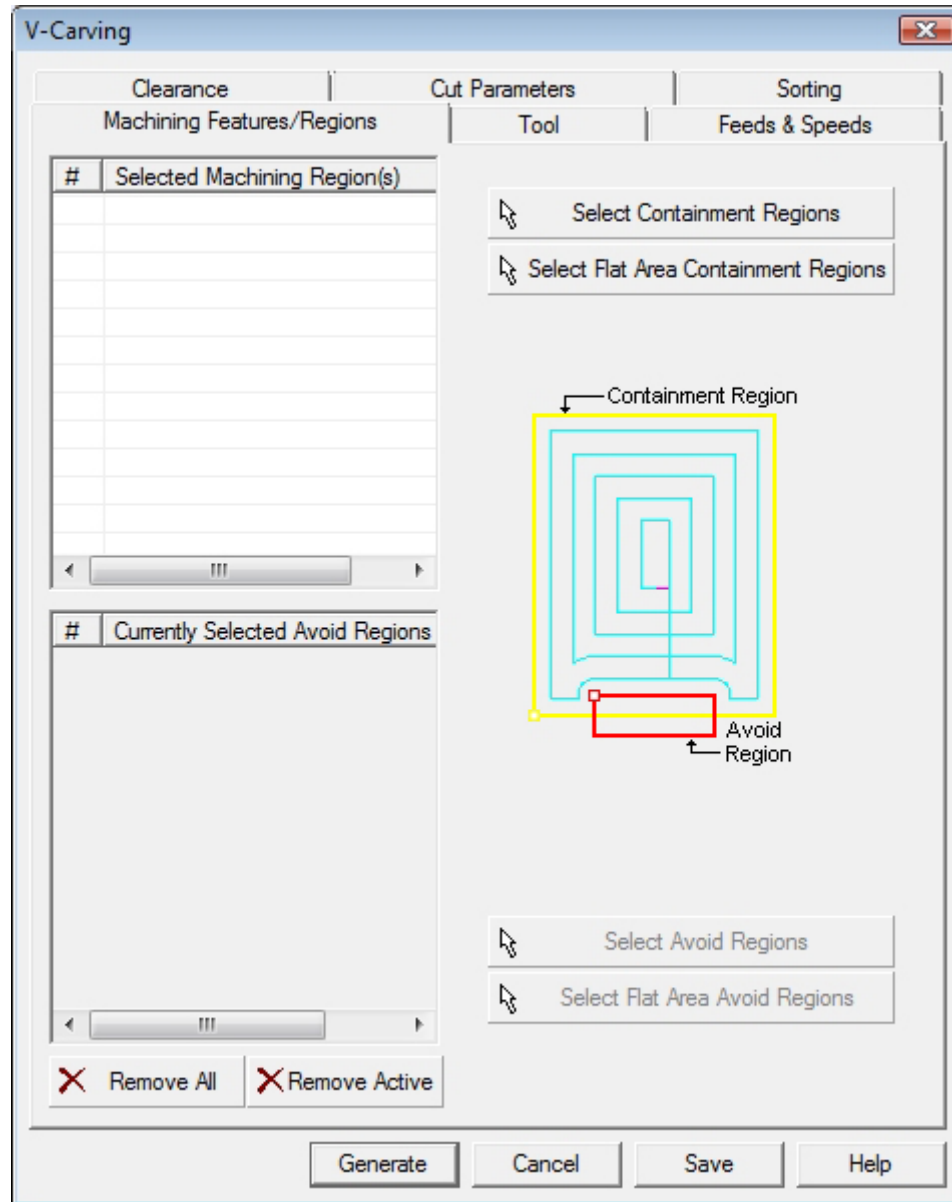 V-Carving
Clearance
Cut Parameters
Sorting
Machining Features/Regions
Tool
Feeds & Speeds
# Selected Machining Region(s)
Select Containment Regions
Select Flat Area Containment Regions
Containment Region
# Currently Selected Avoid Regions
Avoid
Region
Select Avoid Regions
Select Flat Area Avoid Regions
Remove All
Remove Active
Generate
Cancel
Save
Help